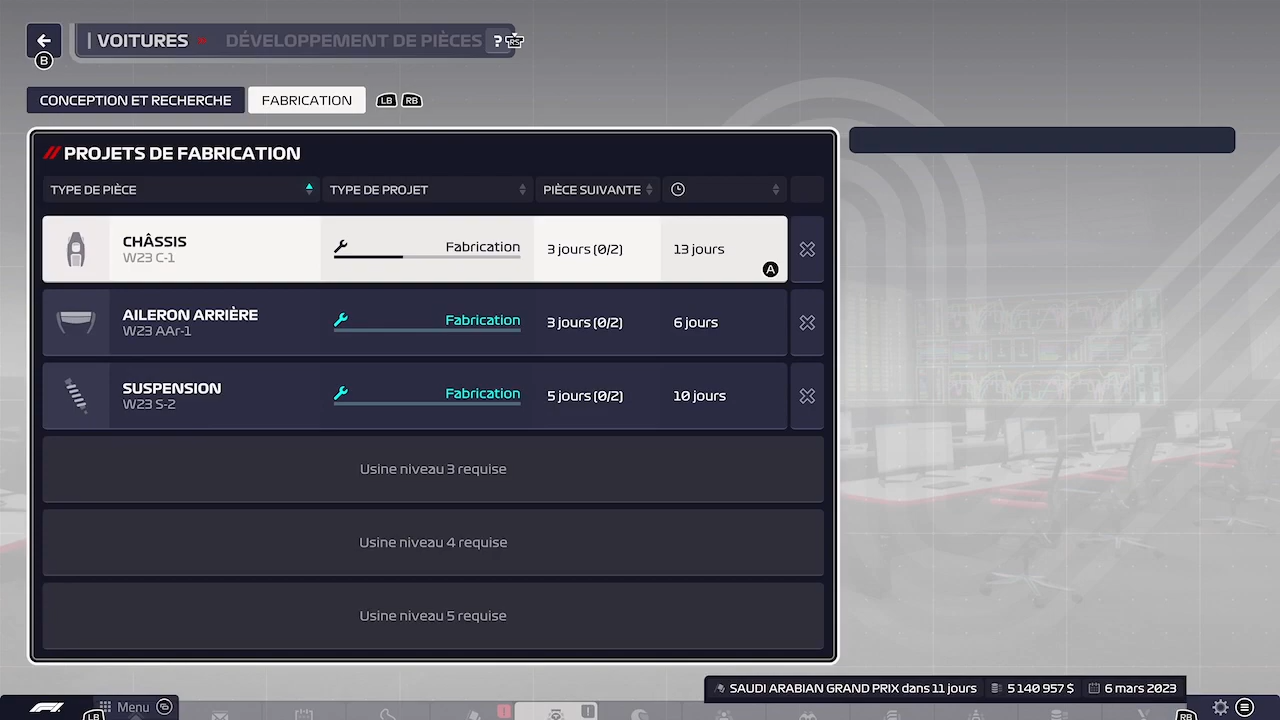 VOITURES DÉVELOPPEMENT DE PIÈCES ? RS
B
CONCEPTION ET RECHERCHE FABRICATION LB RB
PROJETS DE FABRICATION
TYPE DE PIÈCE TYPE DE PROJET PIÈCE SUIVANTE
CHÂSSIS
W23 C-1
Fabrication 3 jours (0/2) 13 jours
A
AILERON ARRIÈRE
W23 AAr-1
Fabrication 3 jours (0/2) 6 jours
SUSPENSION
W23 S-2
Fabrication 5 jours (0/2) 10 jours
Usine niveau 3 requise
Usine niveau 4 requise
Usine niveau 5 requise
SAUDI ARABIAN GRAND PRIX dans 11 jours 5 140 957 $ 6 mars 2023
F1 LB Menu ! ! RB